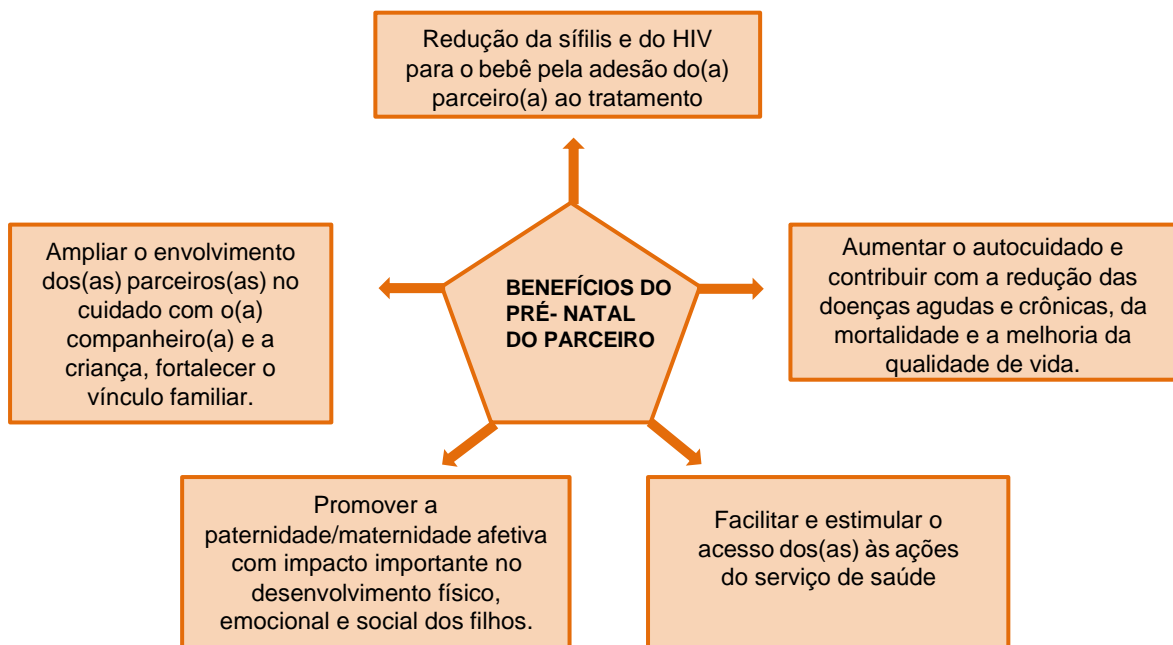 Redução da sífilis e do HIV
para o bebê pela adesão do(a)
parceiro(a) ao tratamento
Ampliar o envolvimento
dos(as) parceiros(as) no
cuidado com o(a)
companheiro(a) e a
criança, fortalecer o
vínculo familiar.
BENEFÍCIOS DO
PRÉ- NATAL
DO PARCEIRO
Aumentar o autocuidado e
contribuir com a redução das
doenças agudas e crônicas, da
mortalidade e a melhoria da
qualidade de vida.
Promover a
paternidade/maternidade afetiva
com impacto importante no
desenvolvimento físico,
emocional e social dos filhos.
Facilitar e estimular o
acesso dos(as) às ações
do serviço de saúde